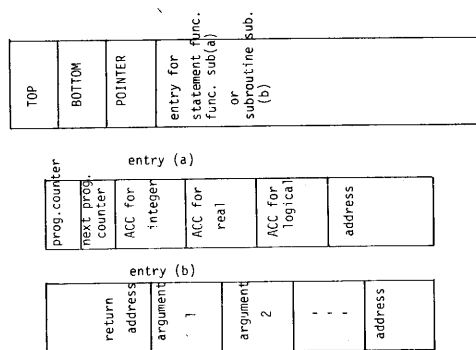 TOP
BOTTOM
POINTER
entry for
statement func.
func. sub(a)
or
subroutine sub.
(b)
entry (a)
prog.counter
next prog.
counter
ACC for
integer
ACC for
real
ACC for
logical
address
entry (b)
return
address
argument
1
argument
2
- - -
address